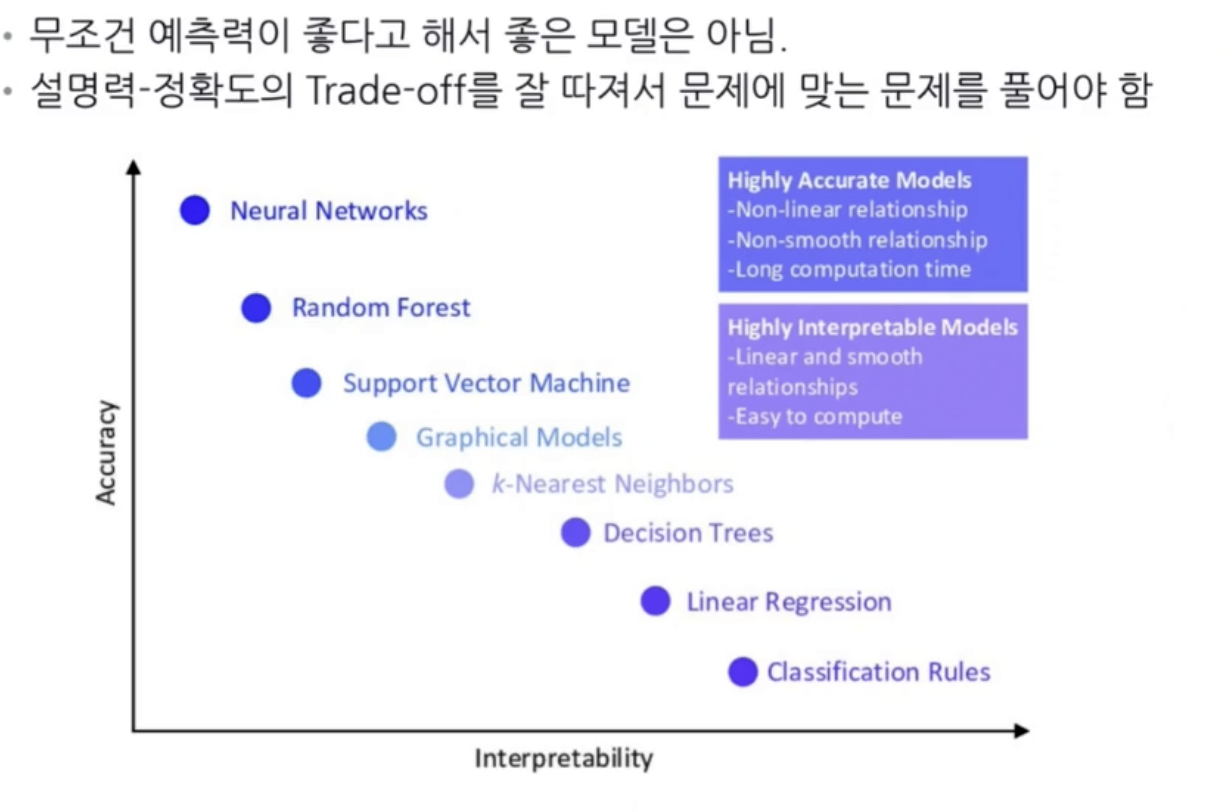 • 무조건 예측력이 좋다고 해서 좋은 모델은 아님.
• 설명력-정확도의 Trade-off를 잘 따져서 문제에 맞는 문제를 풀어야 함
Highly Accurate Models
-Non-linear relationship
-Non-smooth relationship
-Long computation time
Neural Networks
Random Forest
Highly Interpretable Models
-Linear and smooth
relationships
-Easy to compute
Support Vector Machine
Graphical Models
k-Nearest Neighbors
Decision Trees
Linear Regression
Classification Rules
Accuracy
Interpretability